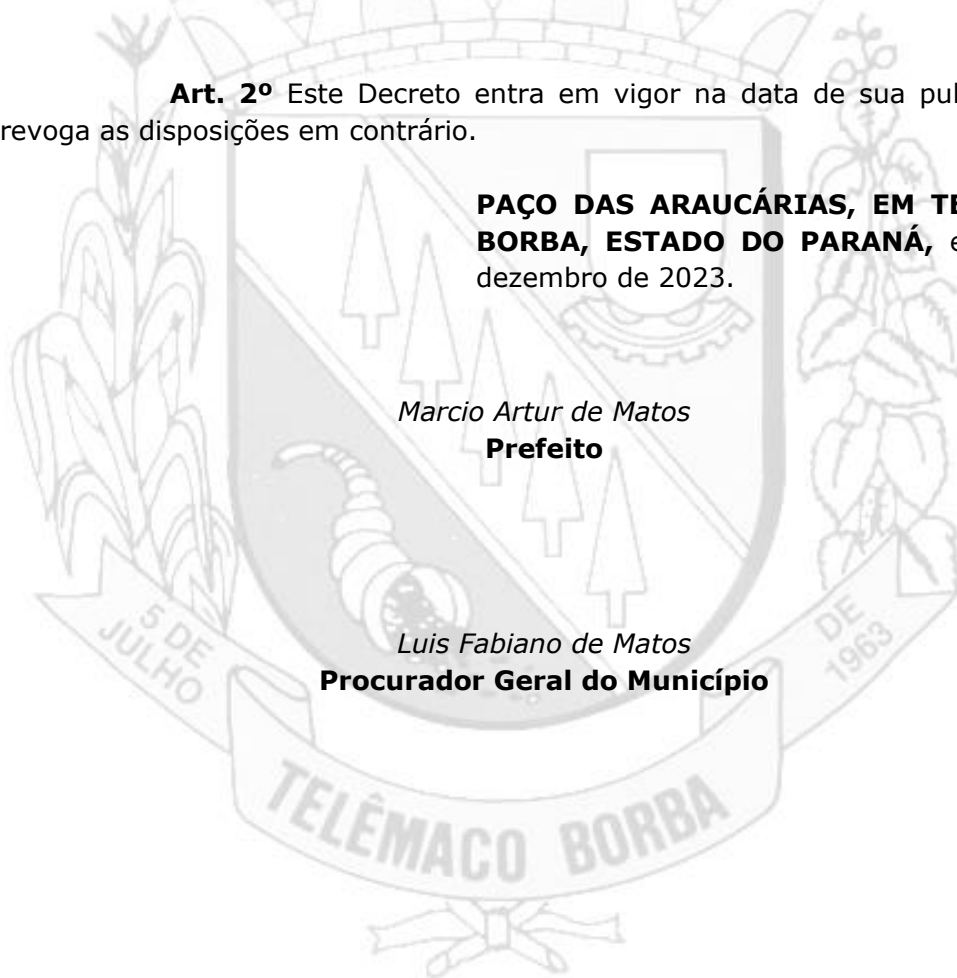 Art. 2º Este Decreto entra em vigor na data de sua
revoga as disposições em contrário.
PAÇO DAS ARAUCÁRIAS, EM
BORBA, ESTADO DO PARANÁ,
dezembro de 2023.
Marcio Artur de Matos
Prefeito
5 DE
JULHO
DE
1963
Luis Fabiano de Matos
Procurador Geral do Município
TELÊMACO BORBA